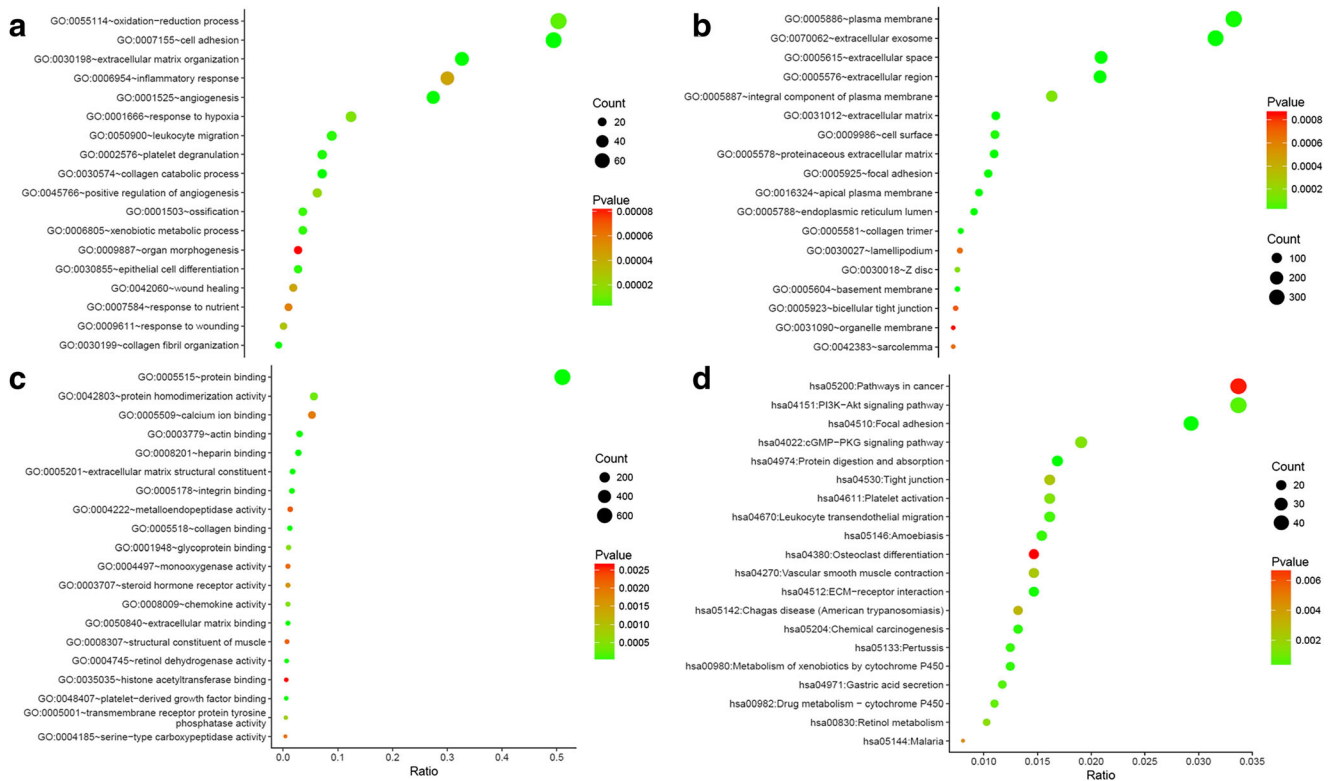 a
GO:0055114~oxidation-reduction process
GO:0007155~cell adhesion
GO:0030198~extracellular matrix organization
GO:0006954~inflammatory response
GO:0001525~angiogenesis
GO:0001666~response to hypoxia
GO:0050900~leukocyte migration
GO:0002576~platelet degranulation
GO:0030574~collagen catabolic process
GO:0045766~positive regulation of angiogenesis
GO:0001503~ossification
GO:0006805~xenobiotic metabolic process
GO:0009887~organ morphogenesis
GO:0030855~epithelial cell differentiation
GO:0042060~wound healing
GO:0007584~response to nutrient
GO:0009611~response to wounding
GO:0030199~collagen fibril organization
Count
20
40
60
Pvalue
0.00008
0.00006
0.00004
0.00002
b
GO:0005886~plasma membrane
GO:0070062~extracellular exosome
GO:0005615~extracellular space
GO:0005576~extracellular region
GO:0005887~integral component of plasma membrane
GO:0031012~extracellular matrix
GO:0009986~cell surface
GO:0005578~proteinaceous extracellular matrix
GO:0005925~focal adhesion
GO:0016324~apical plasma membrane
GO:0005788~endoplasmic reticulum lumen
GO:0005581~collagen trimer
GO:0030027~lamellipodium
GO:0030018~Z disc
GO:0005604~basement membrane
GO:0005923~bicellular tight junction
GO:0031090~organelle membrane
GO:0042383~sarcolemma
Pvalue
0.0008
0.0006
0.0004
0.0002
Count
100
200
300
c
GO:0005515~protein binding
GO:0042803~protein homodimerization activity
GO:0005509~calcium ion binding
GO:0003779~actin binding
GO:0008201~heparin binding
GO:0005201~extracellular matrix structural constituent
GO:0005178~integrin binding
GO:0004222~metalloendopeptidase activity
GO:0005518~collagen binding
GO:0001948~glycoprotein binding
GO:0004497~monooxygenase activity
GO:0003707~steroid hormone receptor activity
GO:0008009~chemokine activity
GO:0050840~extracellular matrix binding
GO:0008307~structural constituent of muscle
GO:0004745~retinol dehydrogenase activity
GO:0035035~histone acetyltransferase binding
GO:0048407~platelet-derived growth factor binding
GO:0005001~transmembrane receptor protein tyrosine
phosphatase activity
GO:0004185~serine-type carboxypeptidase activity
0.0 0.1 0.2 0.3 0.4 0.5
Ratio
Count
200
400
600
Pvalue
0.0025
0.0020
0.0015
0.0010
0.0005
d
hsa05200:Pathways in cancer
hsa04151:PI3K-Akt signaling pathway
hsa04510:Focal adhesion
hsa04022:cGMP-PKG signaling pathway
hsa04974:Protein digestion and absorption
hsa04530:Tight junction
hsa04611:Platelet activation
hsa04670:Leukocyte transendothelial migration
hsa05146:Amoebiasis
hsa04380:Osteoclast differentiation
hsa04270:Vascular smooth muscle contraction
hsa04512:ECM-receptor interaction
hsa05142:Chagas disease (American trypanosomiasis)
hsa05204:Chemical carcinogenesis
hsa05133:Pertussis
hsa00980:Metabolism of xenobiotics by cytochrome P450
hsa04971:Gastric acid secretion
hsa00982:Drug metabolism - cytochrome P450
hsa00830:Retinol metabolism
hsa05144:Malaria
0.010 0.015 0.020 0.025 0.030 0.035
Ratio
Count
20
30
40
Pvalue
0.006
0.004
0.002